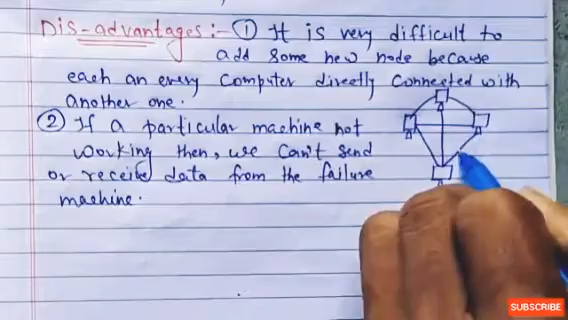 Dis-advantages :- ① It is very difficult to
add some new node because
each an every computer directly connected with
another one.
② If a particular machine not
working then, we can't send
or receive data from the failure
machine.
SUBSCRIBE